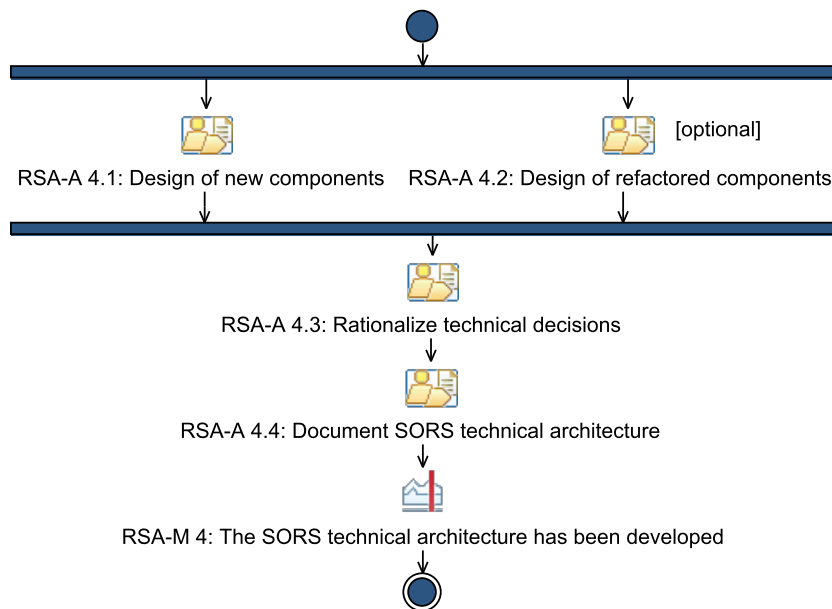 [optional]
RSA-A 4.1: Design of new components
RSA-A 4.2: Design of refactored components
RSA-A 4.3: Rationalize technical decisions
RSA-A 4.4: Document SORS technical architecture
RSA-M 4: The SORS technical architecture has been developed